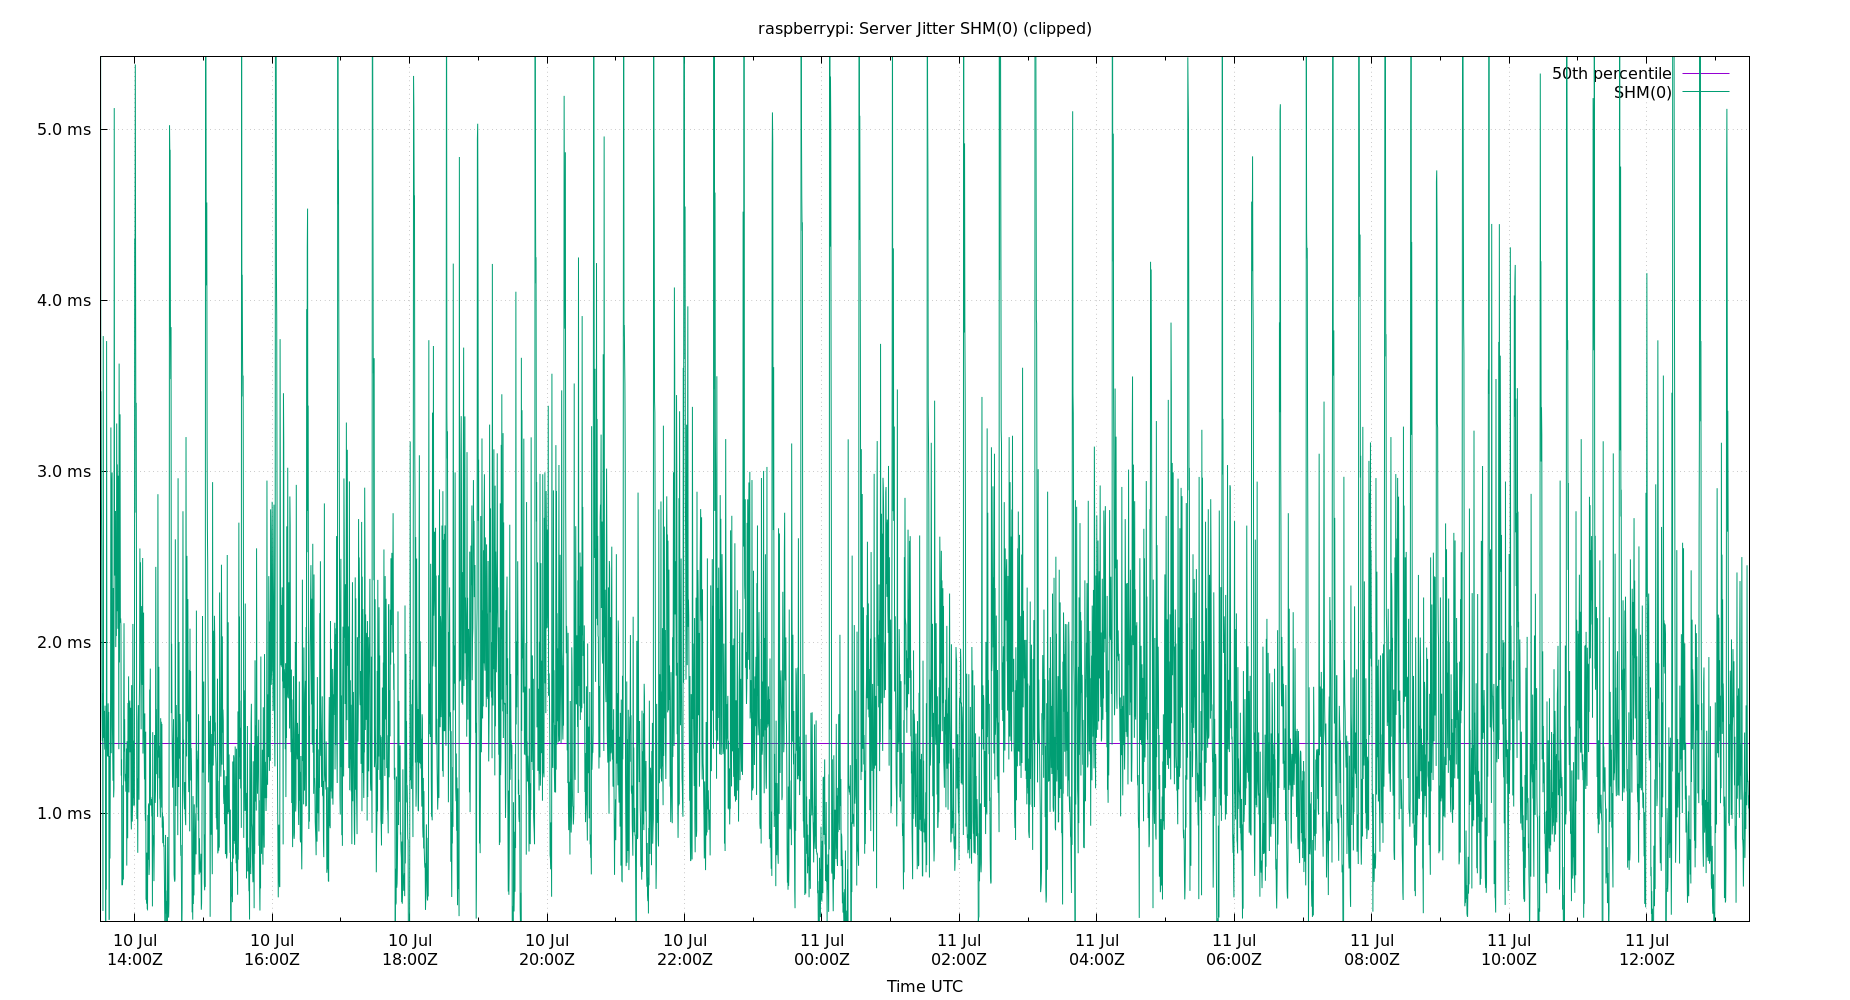 raspberrypi: Server Jitter SHM(0) (clipped)
50th percentile
SHM(0)
5.0 ms
4.0 ms
3.0 ms
2.0 ms
1.0 ms
10 Jul 10 Jul 10 Jul 10 Jul 10 Jul 11 Jul 11 Jul 11 Jul 11 Jul 11 Jul 11 Jul 11 Jul
14:00Z 16:00Z 18:00Z 20:00Z 22:00Z 00:00Z 02:00Z 04:00Z 06:00Z 08:00Z 10:00Z 12:00Z
Time UTC